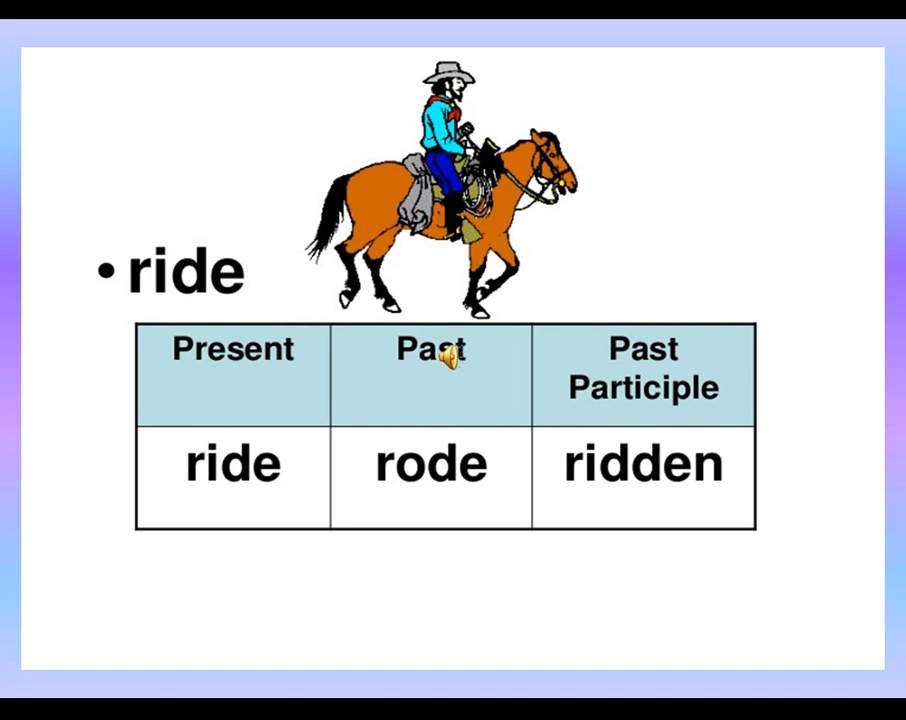 • ride
Present Past Past
Participle
ride rode ridden